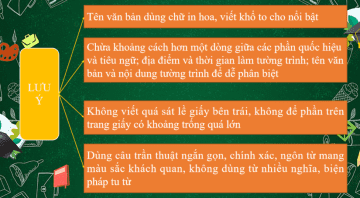 LƯU
Ý
Tên văn bản dùng chữ in hoa, viết khổ to cho nổi bật
Chừa khoảng cách hơn một dòng giữa các phần quốc hiệu
và tiêu ngữ; địa điểm và thời gian làm tường trình; tên văn
bản và nội dung tường trình để dễ phân biệt
Không viết quá sát lề giấy bên trái, không để phần trên
trang giấy có khoảng trống quá lớn
Dùng câu trần thuật ngắn gọn, chính xác, ngôn từ mang
màu sắc khách quan, không dùng từ nhiều nghĩa, biện
pháp tu từ